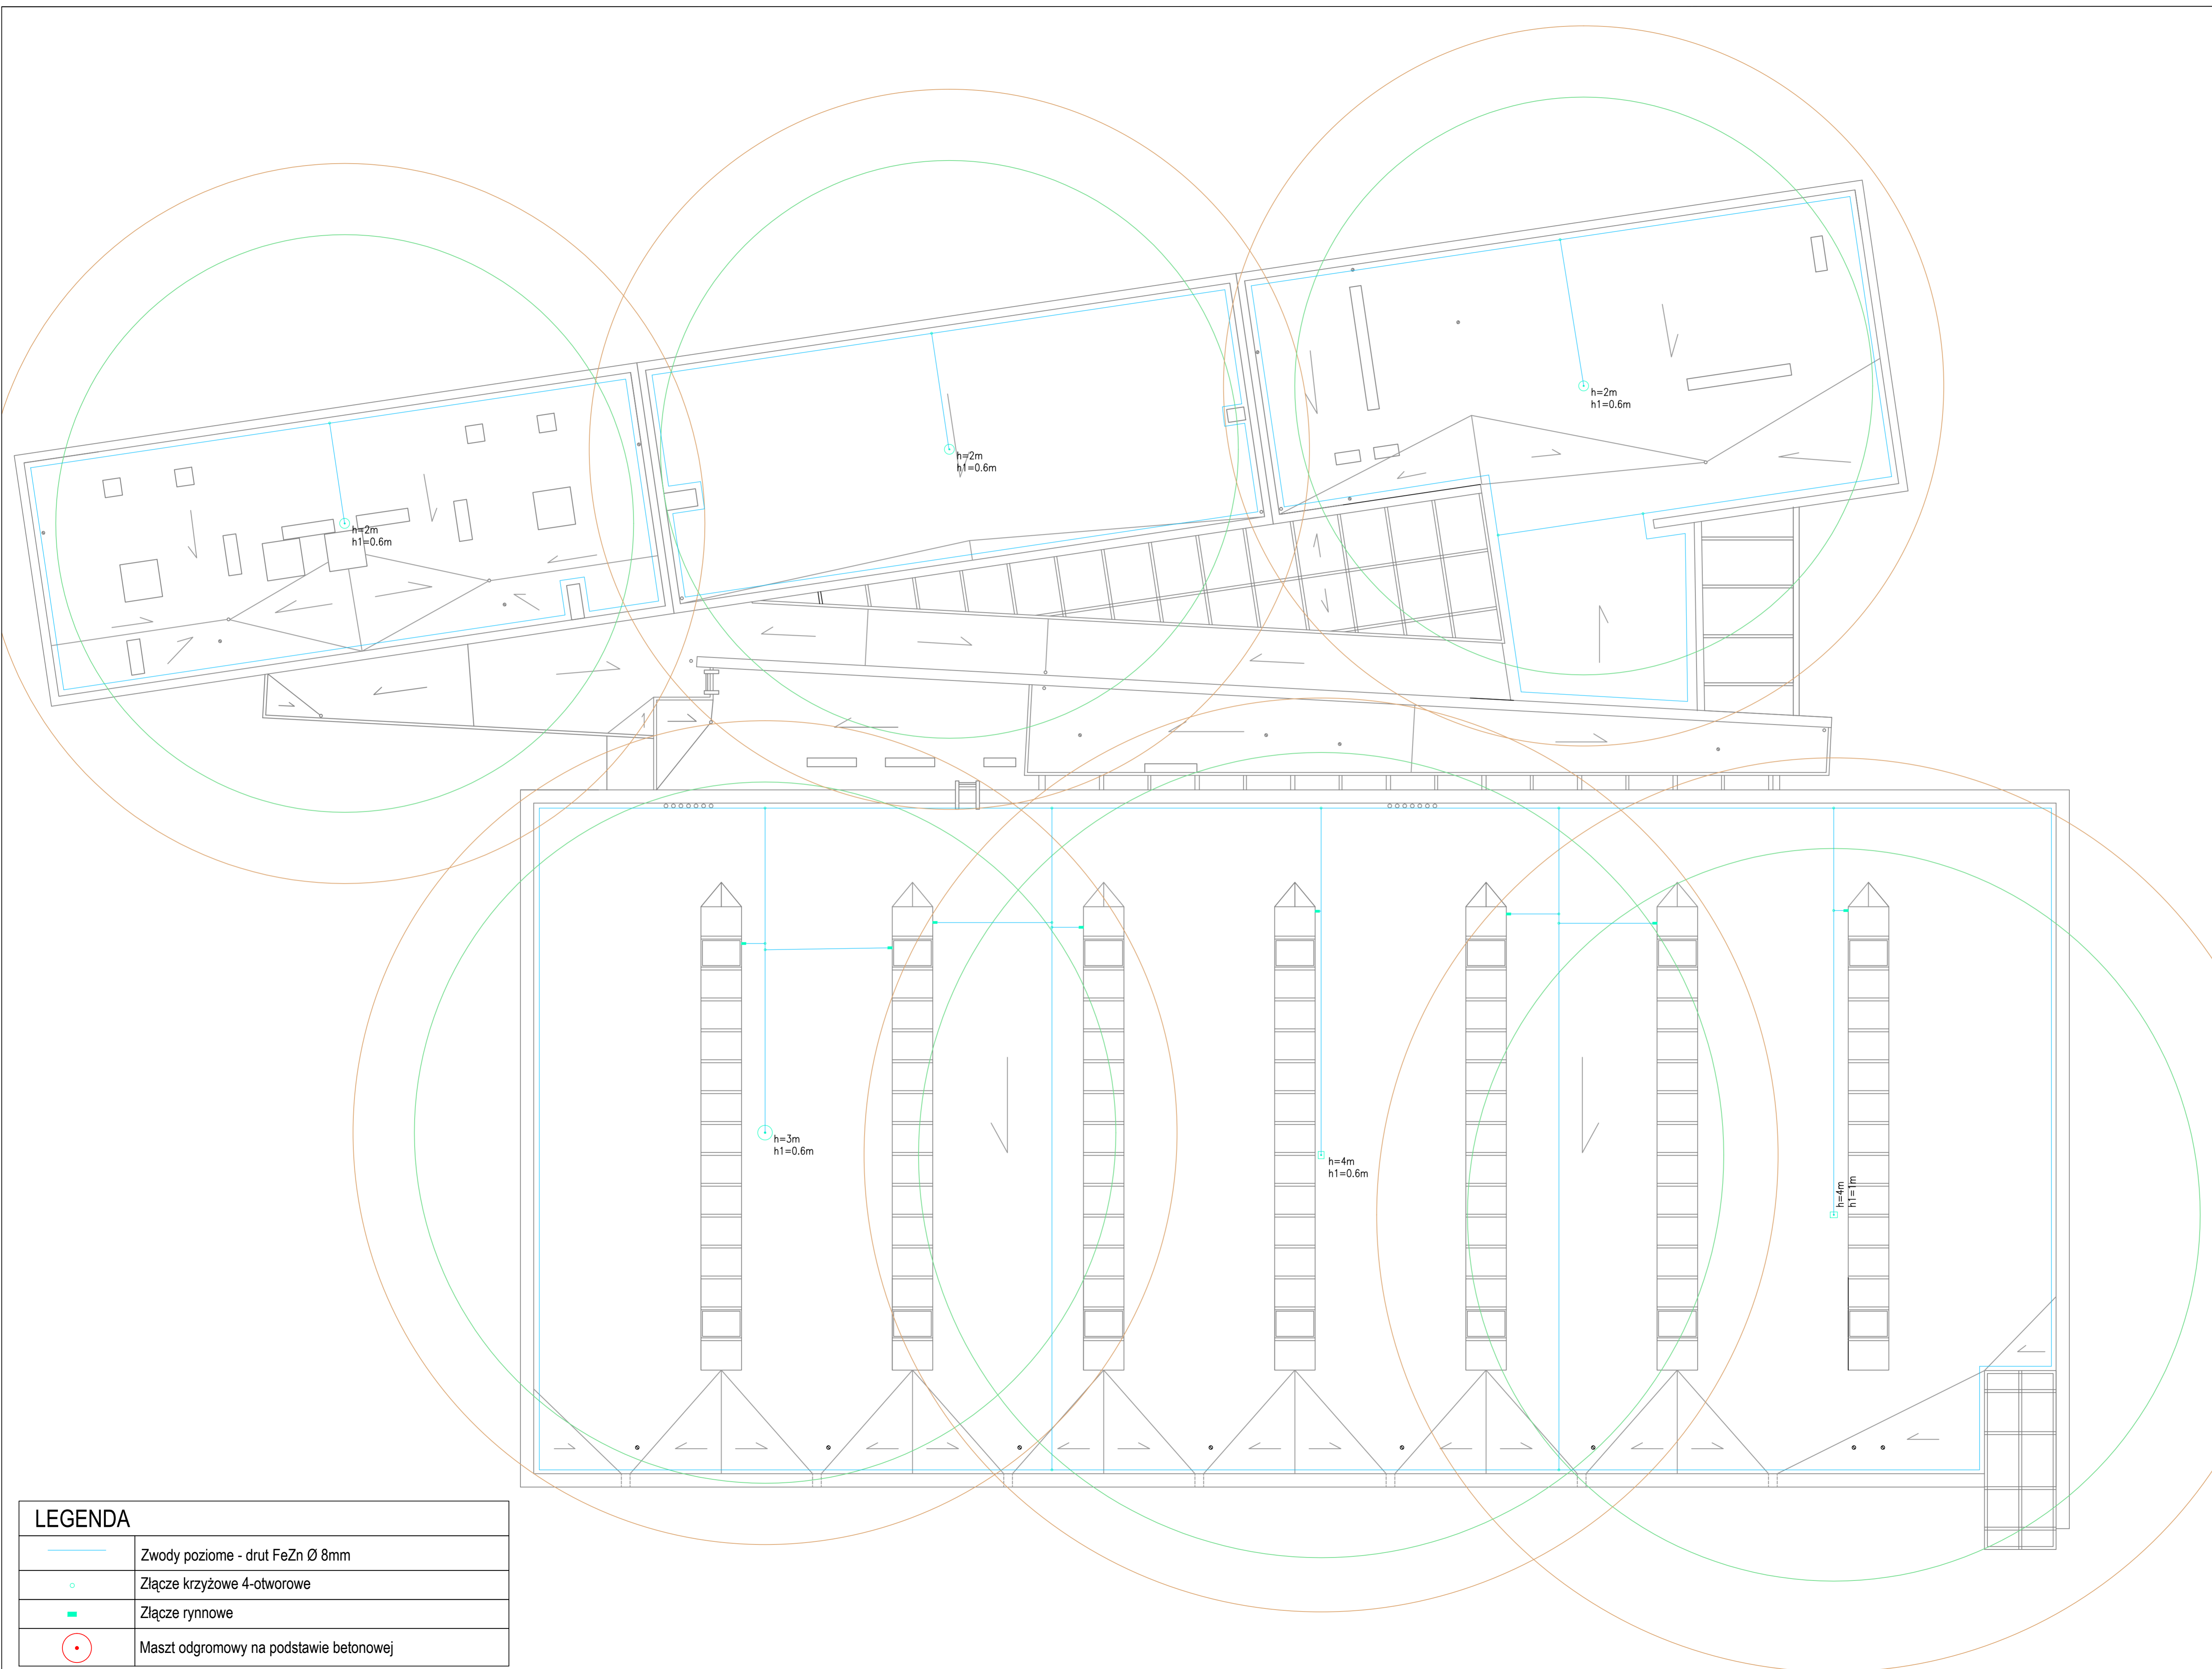 h=2m
h1=0.6m
h=2m
h1=0.6m
h=2m
h1=0.6m
h=3m
h1=0.6m
h=4m
h1=0.6m
h=4m
h1=1m
LEGENDA
Zwody poziome - drut FeZn Ø 8mm
Złącze krzyżowe 4-otworowe
Złącze rynnowe
Maszt odgromowy na podstawie betonowej